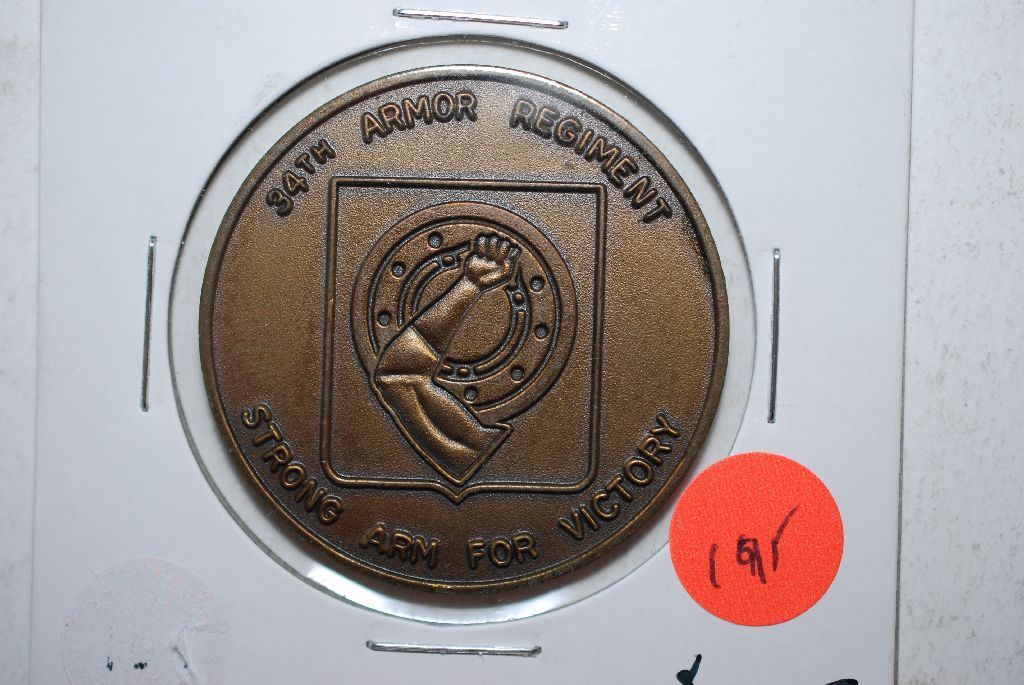 34TH ARMOR REGIMENT
STRONG ARM FOR VICTORY